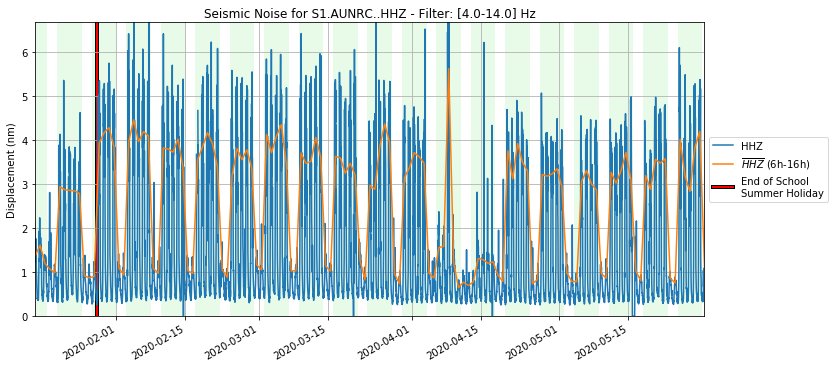 Seismic Noise for S1.AUNRC..HHZ - Filter: [4.0-14.0] Hz
Displacement (nm)
6
5
4
3
2
1
0
2020-02-01
2020-02-15
2020-03-01
2020-03-15
2020-04-01
2020-04-15
2020-05-01
2020-05-15
HHZ
HHZ (6h-16h)
End of School
Summer Holiday